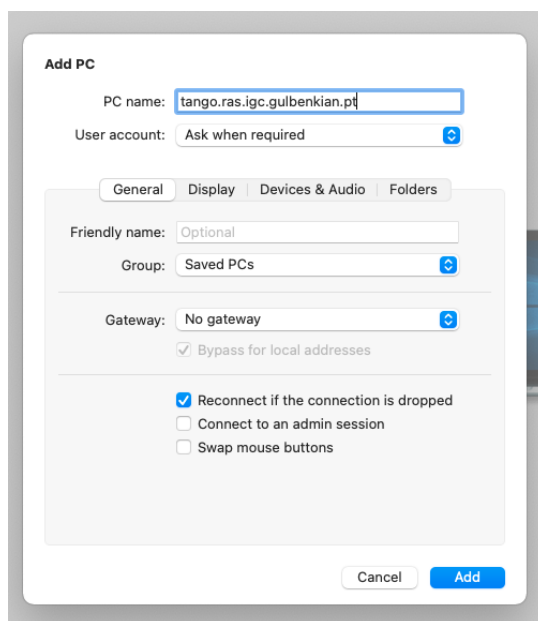 Add PC
PC name: tango.ras.igc.gulbenkian.pt
User account: Ask when required
General Display Devices & Audio Folders
Friendly name: Optional
Group: Saved PCs
Gateway: No gateway
Bypass for local addresses
Reconnect if the connection is dropped
Connect to an admin session
Swap mouse buttons
Cancel Add